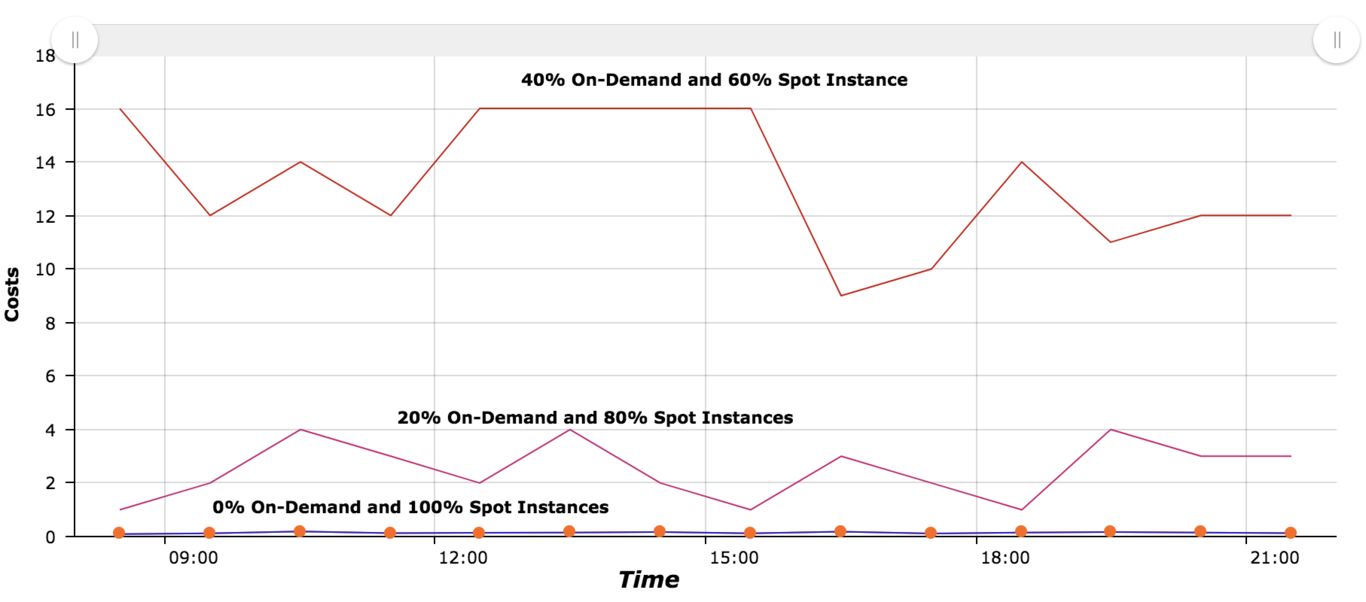 18
40% On-Demand and 60% Spot Instance
16
14
12
10
Costs
8
6
20% On-Demand and 80% Spot Instances
4
2
0% On-Demand and 100% Spot Instances
0
09:00 12:00 15:00 18:00 21:00
Time